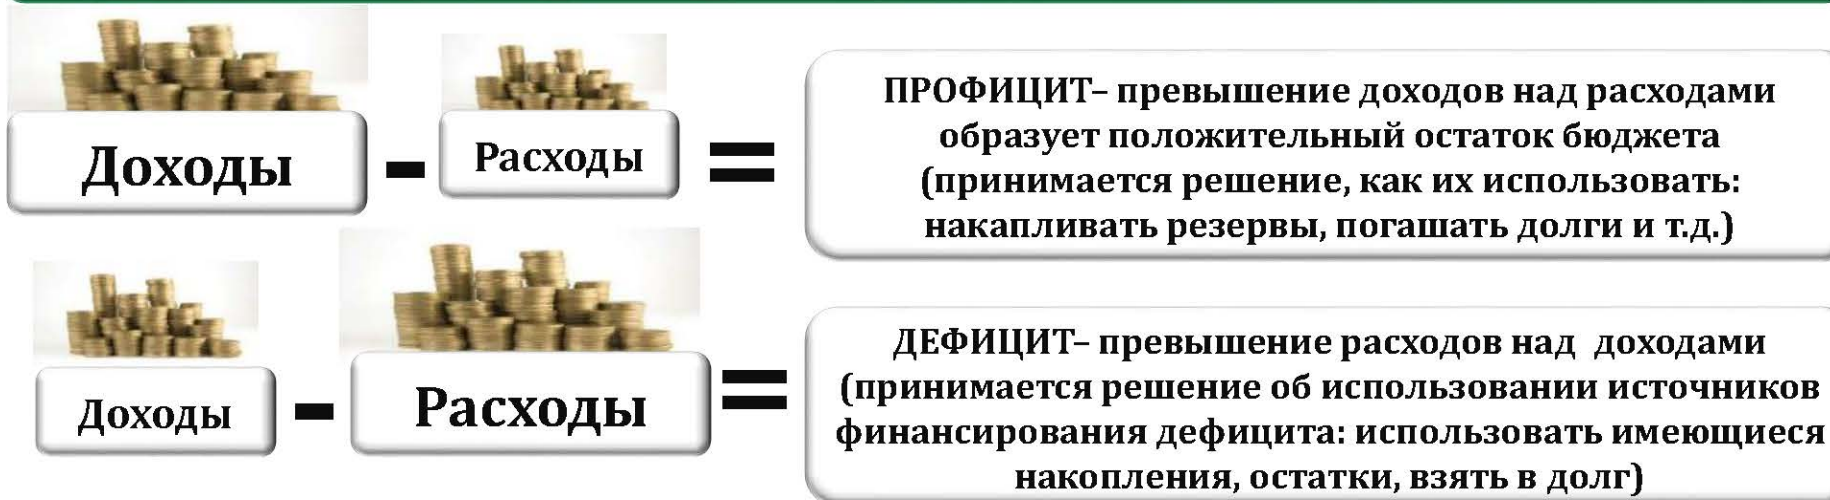 Доходы - Расходы =
ПРОФИЦИТ– превышение доходов над расходами
образует положительный остаток бюджета
(принимается решение, как их использовать:
накапливать резервы, погашать долги и т.д.)
Доходы - Расходы =
ДЕФИЦИТ– превышение расходов над доходами
(принимается решение об использовании источников
финансирования дефицита: использовать имеющиеся
накопления, остатки, взять в долг)